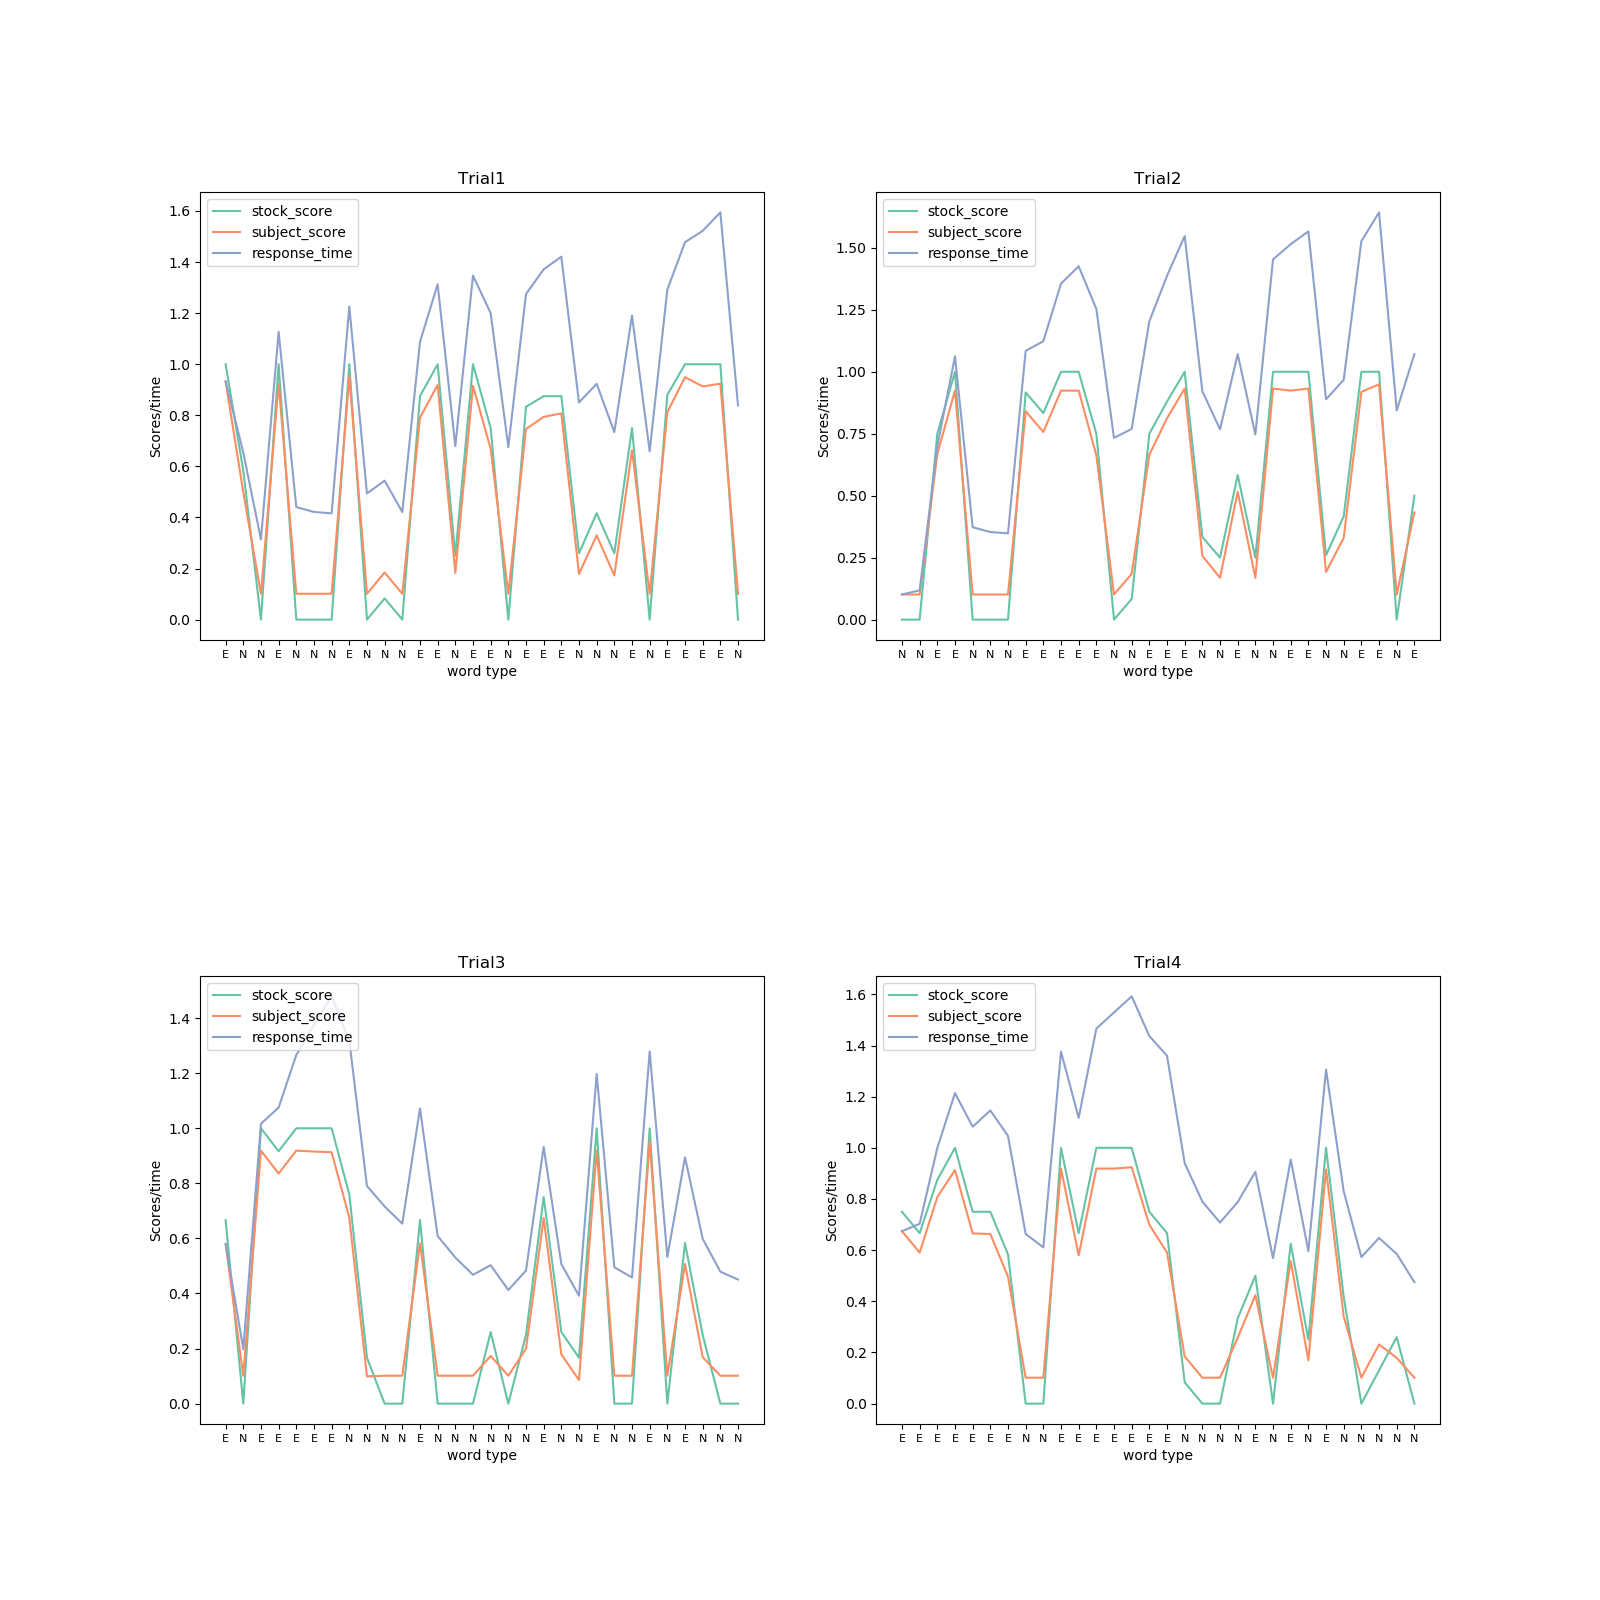 Trial1
stock_score
subject_score
response_time
Scores/time
1.6
1.4
1.2
1.0
0.8
0.6
0.4
0.2
0.0
E N N E N N N E N N N E E N E E N E E E N N N E N E E E E N
word type
Trial2
stock_score
subject_score
response_time
Scores/time
1.50
1.25
1.00
0.75
0.50
0.25
0.00
N N E E N N N E E E E E N N E E E N N E N N E E N N E E N E
word type
Trial3
stock_score
subject_score
response_time
Scores/time
1.4
1.2
1.0
0.8
0.6
0.4
0.2
0.0
E N E E E E E N N N N E N N N N N N E N N E N N E N E N N N
word type
Trial4
stock_score
subject_score
response_time
Scores/time
1.6
1.4
1.2
1.0
0.8
0.6
0.4
0.2
0.0
E E E E E E E N N E E E E E E E N N N N E N E N E N N N N N
word type